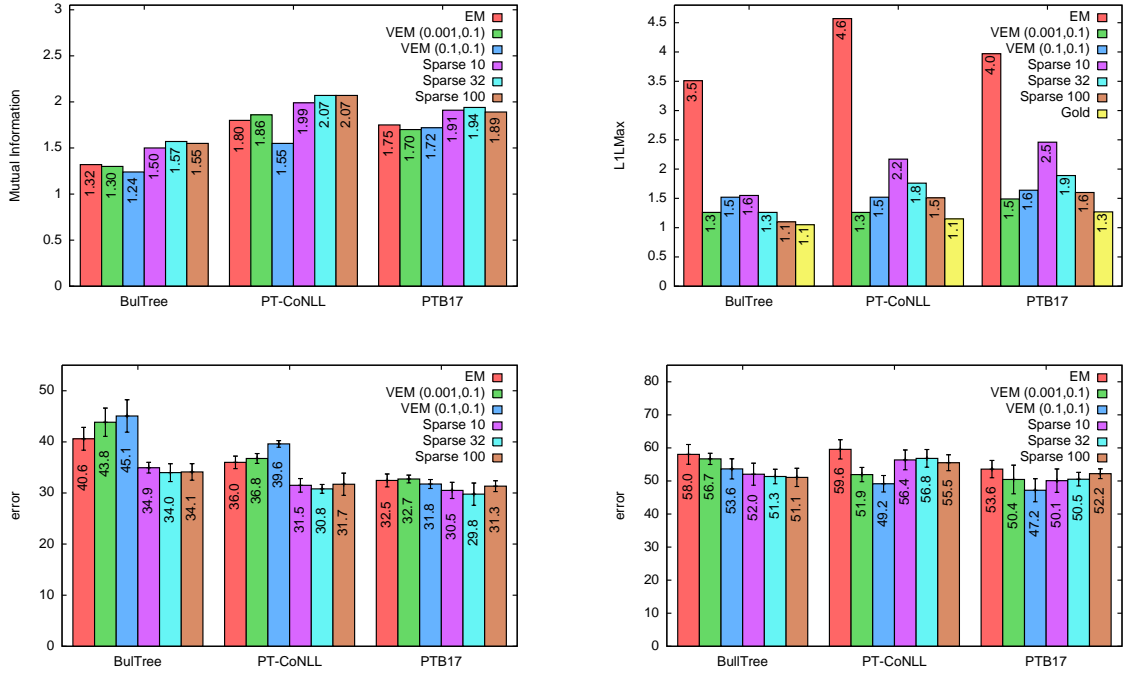 Mutual Information
3
2.5
2
1.5
1
0.5
0
EM
VEM (0.001,0.1)
VEM (0.1,0.1)
Sparse 10
Sparse 32
Sparse 100
1.32
1.30
1.24
1.50
1.57
1.55
1.80
1.86
1.55
1.99
2.07
2.07
1.75
1.70
1.72
1.91
1.94
1.89
BulTree
PT-CoNLL
PTB17
L1LMax
4.5
4
3.5
3
2.5
2
1.5
1
0.5
0
EM
VEM (0.001,0.1)
VEM (0.1,0.1)
Sparse 10
Sparse 32
Sparse 100
Gold
3.5
1.3
1.5
1.6
1.3
1.1
1.1
4.6
1.3
1.5
2.2
1.8
1.5
1.1
4.0
1.5
1.6
2.5
1.9
1.6
1.3
BulTree
PT-CoNLL
PTB17
error
50
40
30
20
10
0
EM
VEM (0.001,0.1)
VEM (0.1,0.1)
Sparse 10
Sparse 32
Sparse 100
40.6
43.8
45.1
34.9
34.0
34.1
36.0
36.8
39.6
31.5
30.8
31.7
32.5
32.7
31.8
30.5
29.8
31.3
BulTree
PT-CoNLL
PTB17
error
80
70
60
50
40
30
20
10
0
EM
VEM (0.001,0.1)
VEM (0.1,0.1)
Sparse 10
Sparse 32
Sparse 100
58.0
56.7
53.6
52.0
51.3
51.1
59.6
51.9
49.2
56.4
56.8
55.5
53.6
50.4
47.2
50.1
50.5
52.2
BullTree
PT-CoNLL
PTB17